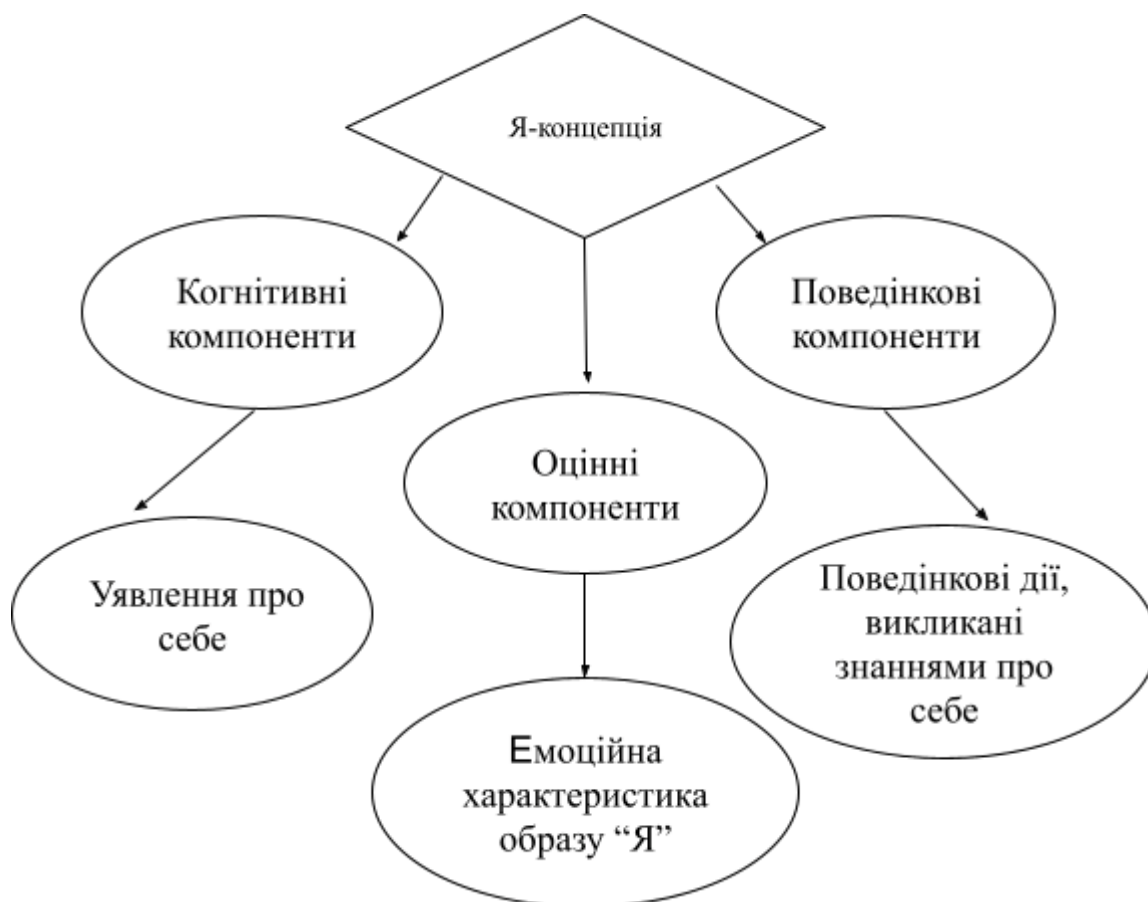 Я-концепція
Когнітивні
компоненти
Поведінкові
компоненти
Оцінні
компоненти
Уявлення про
себе
Поведінкові дії,
викликані
знаннями про
себе
Емоційна
характеристика
образу “Я”